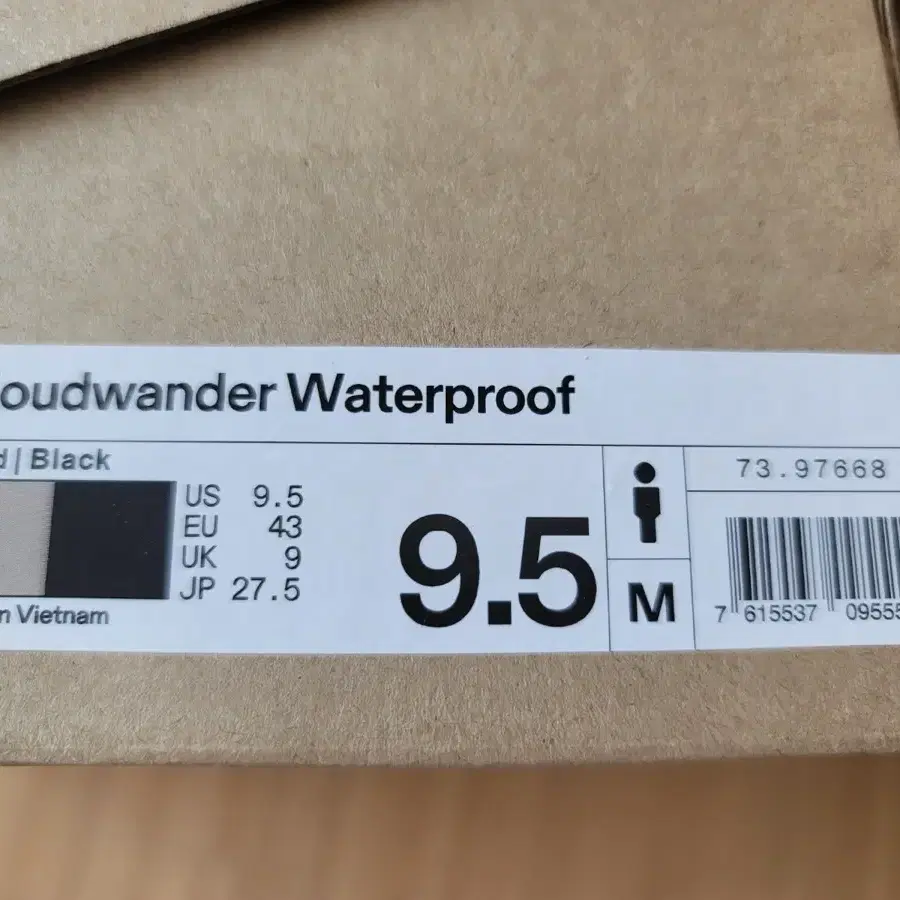 oudwander Waterproof
d | Black
US 9.5
EU 43
UK 9
JP 27.5
n Vietnam
9.5
M
73.97668
7 615537 0955